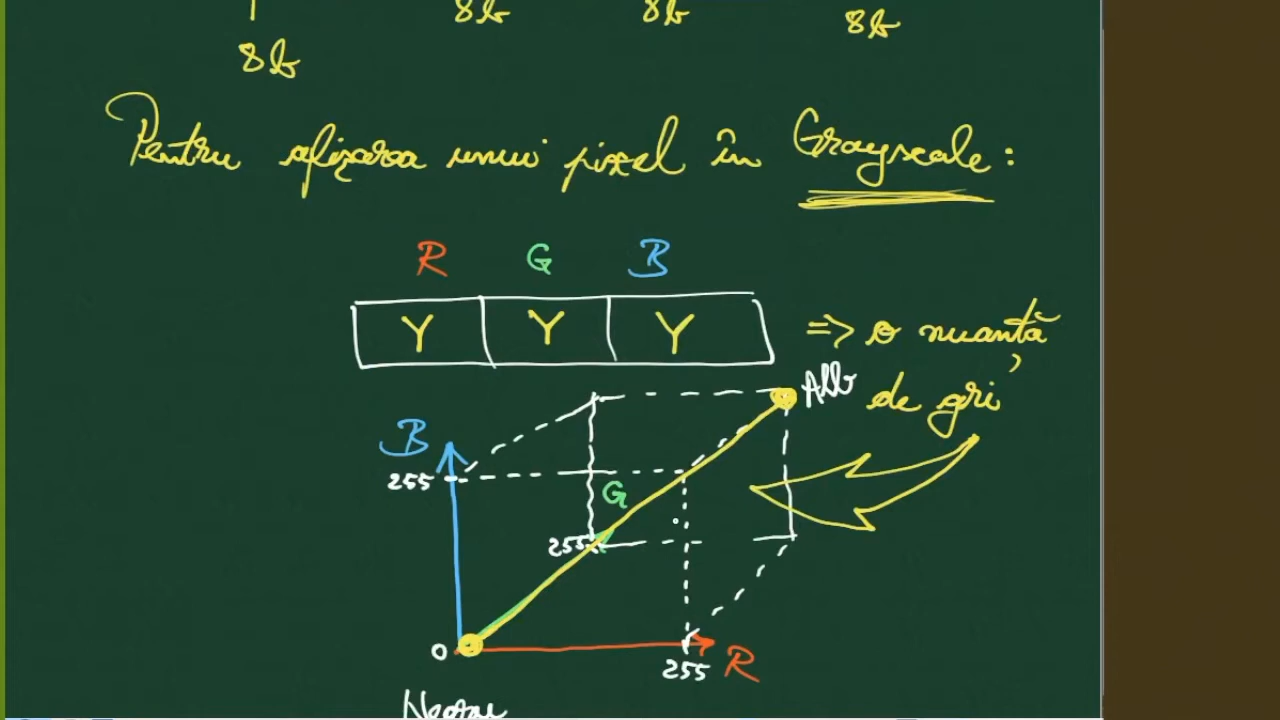 8b 8b 8b
8b
Pentru afișarea unui pixel în Grayscale:
R G B
Y Y Y => o nuanță
de gri
Alb
B
255
G
255
0
255 R
Negru